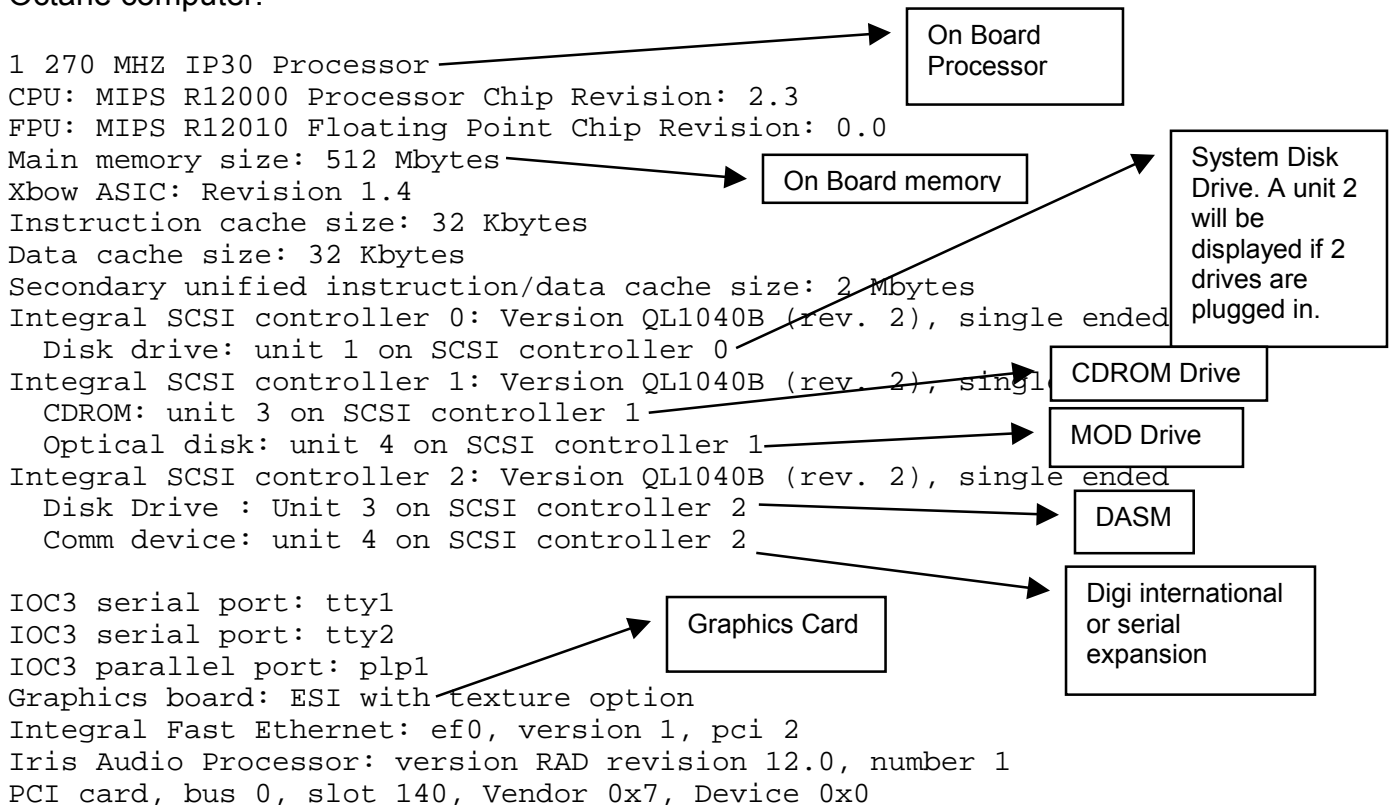 Octane computer.
1 270 MHZ IP30 Processor
On Board
Processor
CPU: MIPS R12000 Processor Chip Revision: 2.3
FPU: MIPS R12010 Floating Point Chip Revision: 0.0
Main memory size: 512 Mbytes
On Board memory
System Disk
Drive. A unit 2
will be
displayed if 2
drives are
plugged in.
Xbow ASIC: Revision 1.4
Instruction cache size: 32 Kbytes
Data cache size: 32 Kbytes
Secondary unified instruction/data cache size: 2 Mbytes
Integral SCSI controller 0: Version QL1040B (rev. 2), single ended
Disk drive: unit 1 on SCSI controller 0
Integral SCSI controller 1: Version QL1040B (rev. 2), singl
CDROM Drive
CDROM: unit 3 on SCSI controller 1
Optical disk: unit 4 on SCSI controller 1
MOD Drive
Integral SCSI controller 2: Version QL1040B (rev. 2), single ended
Disk Drive : Unit 3 on SCSI controller 2
DASM
Comm device: unit 4 on SCSI controller 2
Digi international
or serial
expansion
IOC3 serial port: tty1
IOC3 serial port: tty2
Graphics Card
IOC3 parallel port: plp1
Graphics board: ESI with texture option
Integral Fast Ethernet: ef0, version 1, pci 2
Iris Audio Processor: version RAD revision 12.0, number 1
PCI card, bus 0, slot 140, Vendor 0x7, Device 0x0